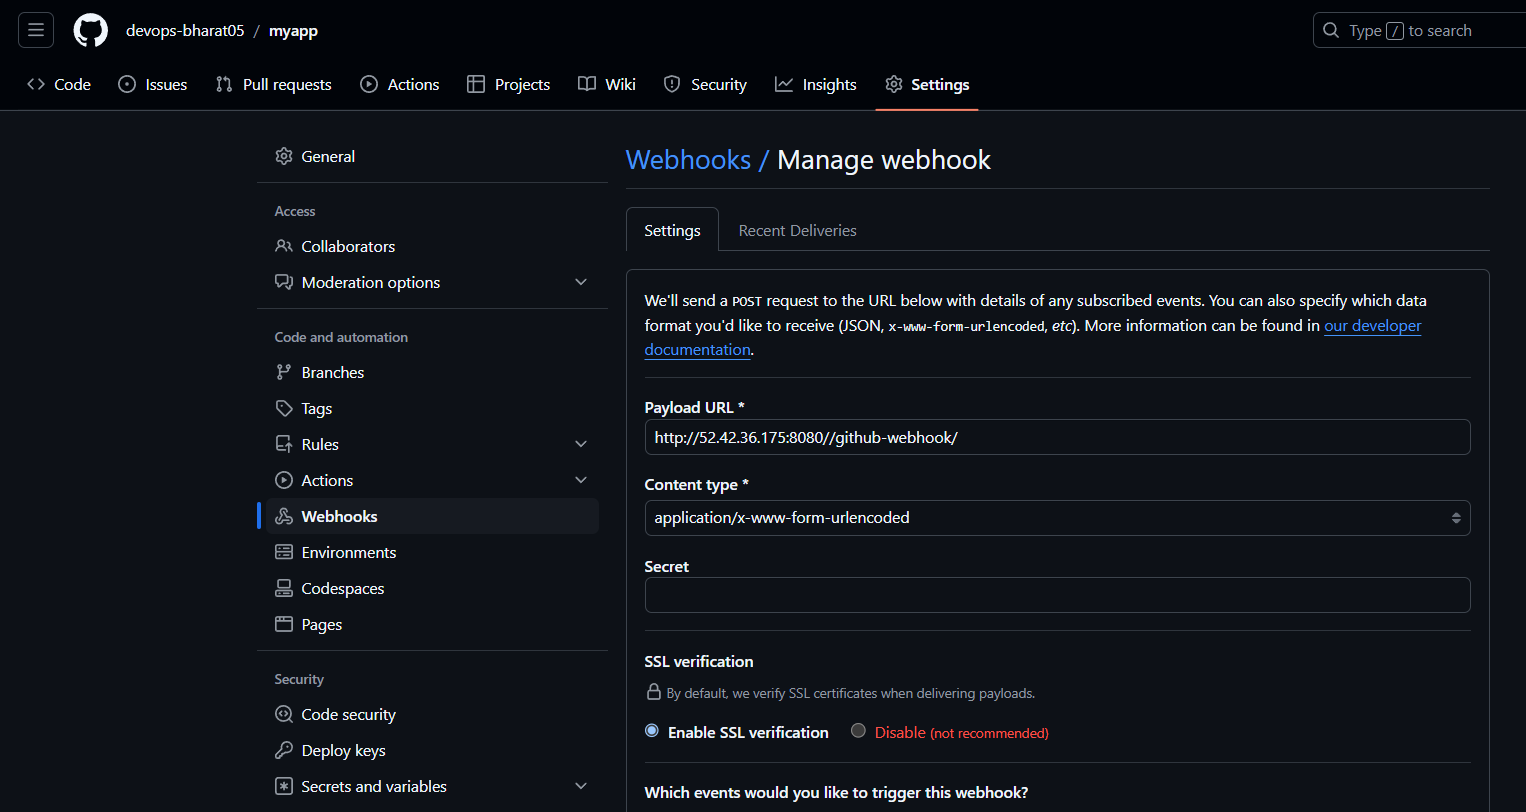 devops-bharat05 / myapp
Type / to search
Code Issues Pull requests Actions Projects Wiki Security Insights Settings
General
Access
Collaborators
Moderation options
Code and automation
Branches
Tags
Rules
Actions
Webhooks
Environments
Codespaces
Pages
Security
Code security
Deploy keys
Secrets and variables
Webhooks / Manage webhook
Settings Recent Deliveries
We'll send a POST request to the URL below with details of any subscribed events. You can also specify which data
format you'd like to receive (JSON, x-www-form-urlencoded, etc). More information can be found in our developer
documentation.
Payload URL *
http://52.42.36.175:8080//github-webhook/
Content type *
application/x-www-form-urlencoded
Secret
SSL verification
By default, we verify SSL certificates when delivering payloads.
Enable SSL verification Disable (not recommended)
Which events would you like to trigger this webhook?